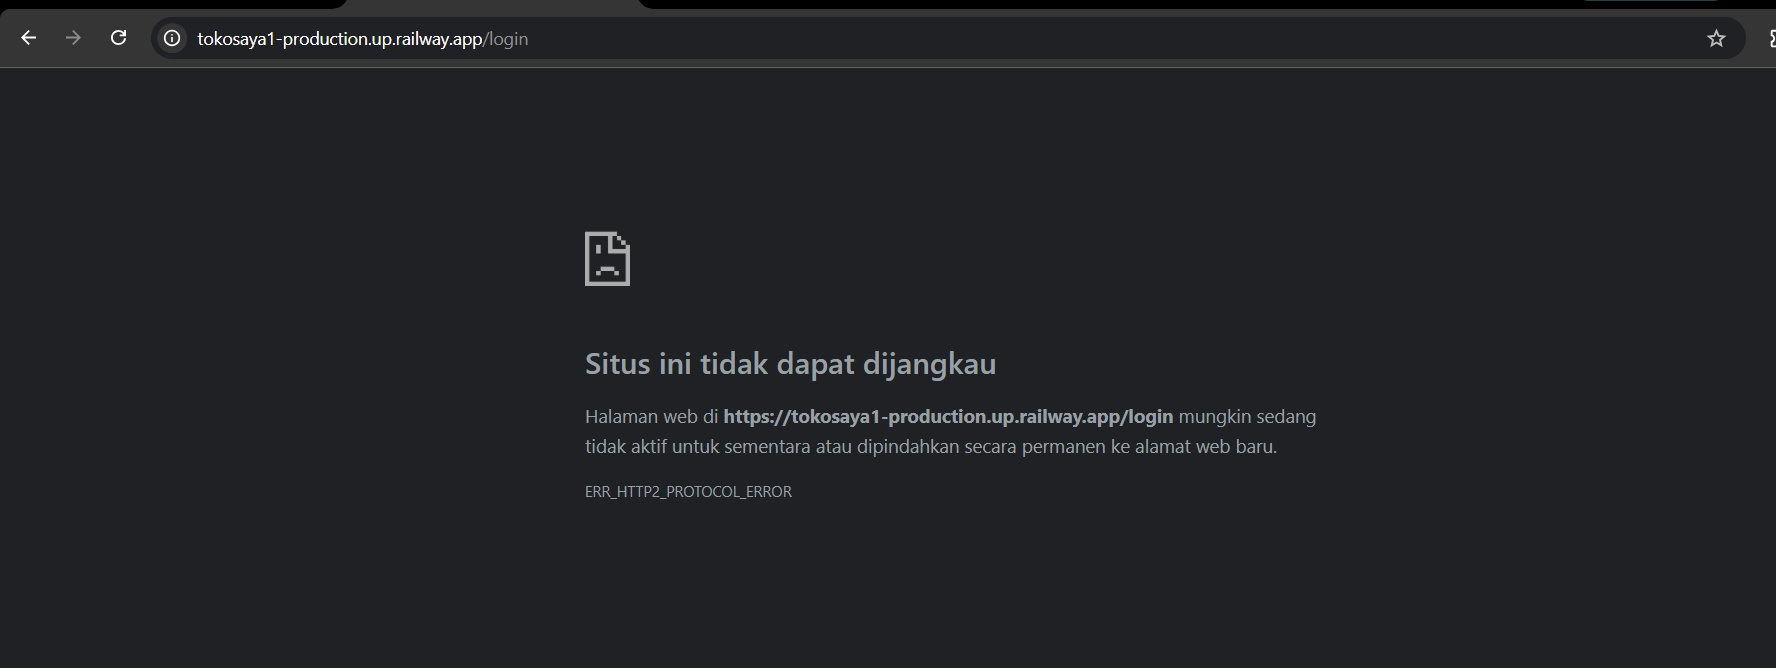 tokosaya1-production.up.railway.app/login
Situs ini tidak dapat dijangkau
Halaman web di https://tokosaya1-production.up.railway.app/login mungkin sedang
tidak aktif untuk sementara atau dipindahkan secara permanen ke alamat web baru.
ERR_HTTP2_PROTOCOL_ERROR